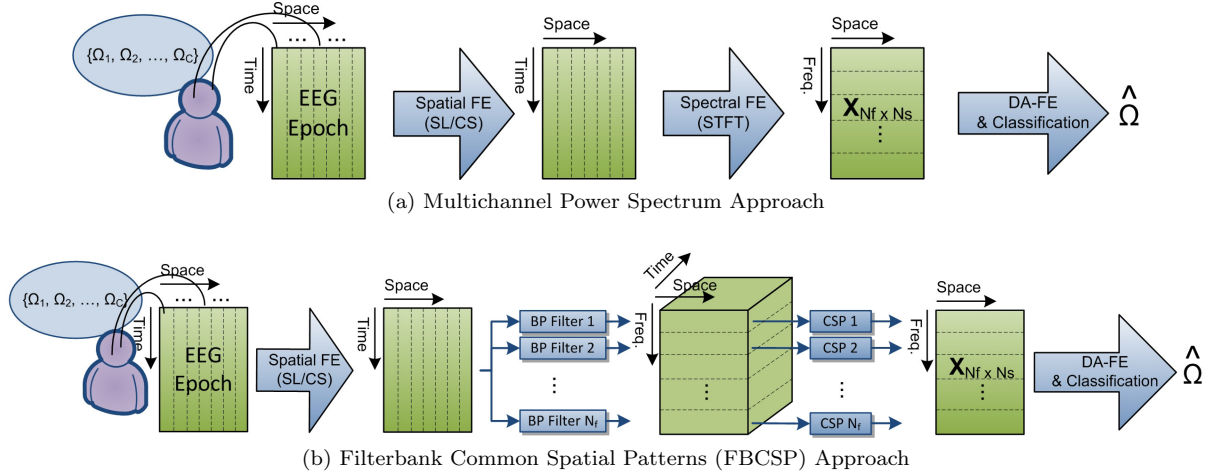 Space
... ...
{Ω1, Ω2, ..., ΩC}
Time
EEG
Epoch
Spatial FE
(SL/CS)
Space
Time
Spectral FE
(STFT)
Space
Freq.
XNf x Ns
⋮
DA-FE
& Classification
Ω̂
(a) Multichannel Power Spectrum Approach
Space
... ...
{Ω1, Ω2, ..., ΩC}
Time
EEG
Epoch
Spatial FE
(SL/CS)
Space
Time
BP Filter 1
BP Filter 2
⋮
BP Filter Nf
Time
Space
Freq.
⋮
CSP 1
CSP 2
⋮
CSP Nf
Space
Freq.
XNf x Ns
⋮
DA-FE
& Classification
Ω̂
(b) Filterbank Common Spatial Patterns (FBCSP) Approach